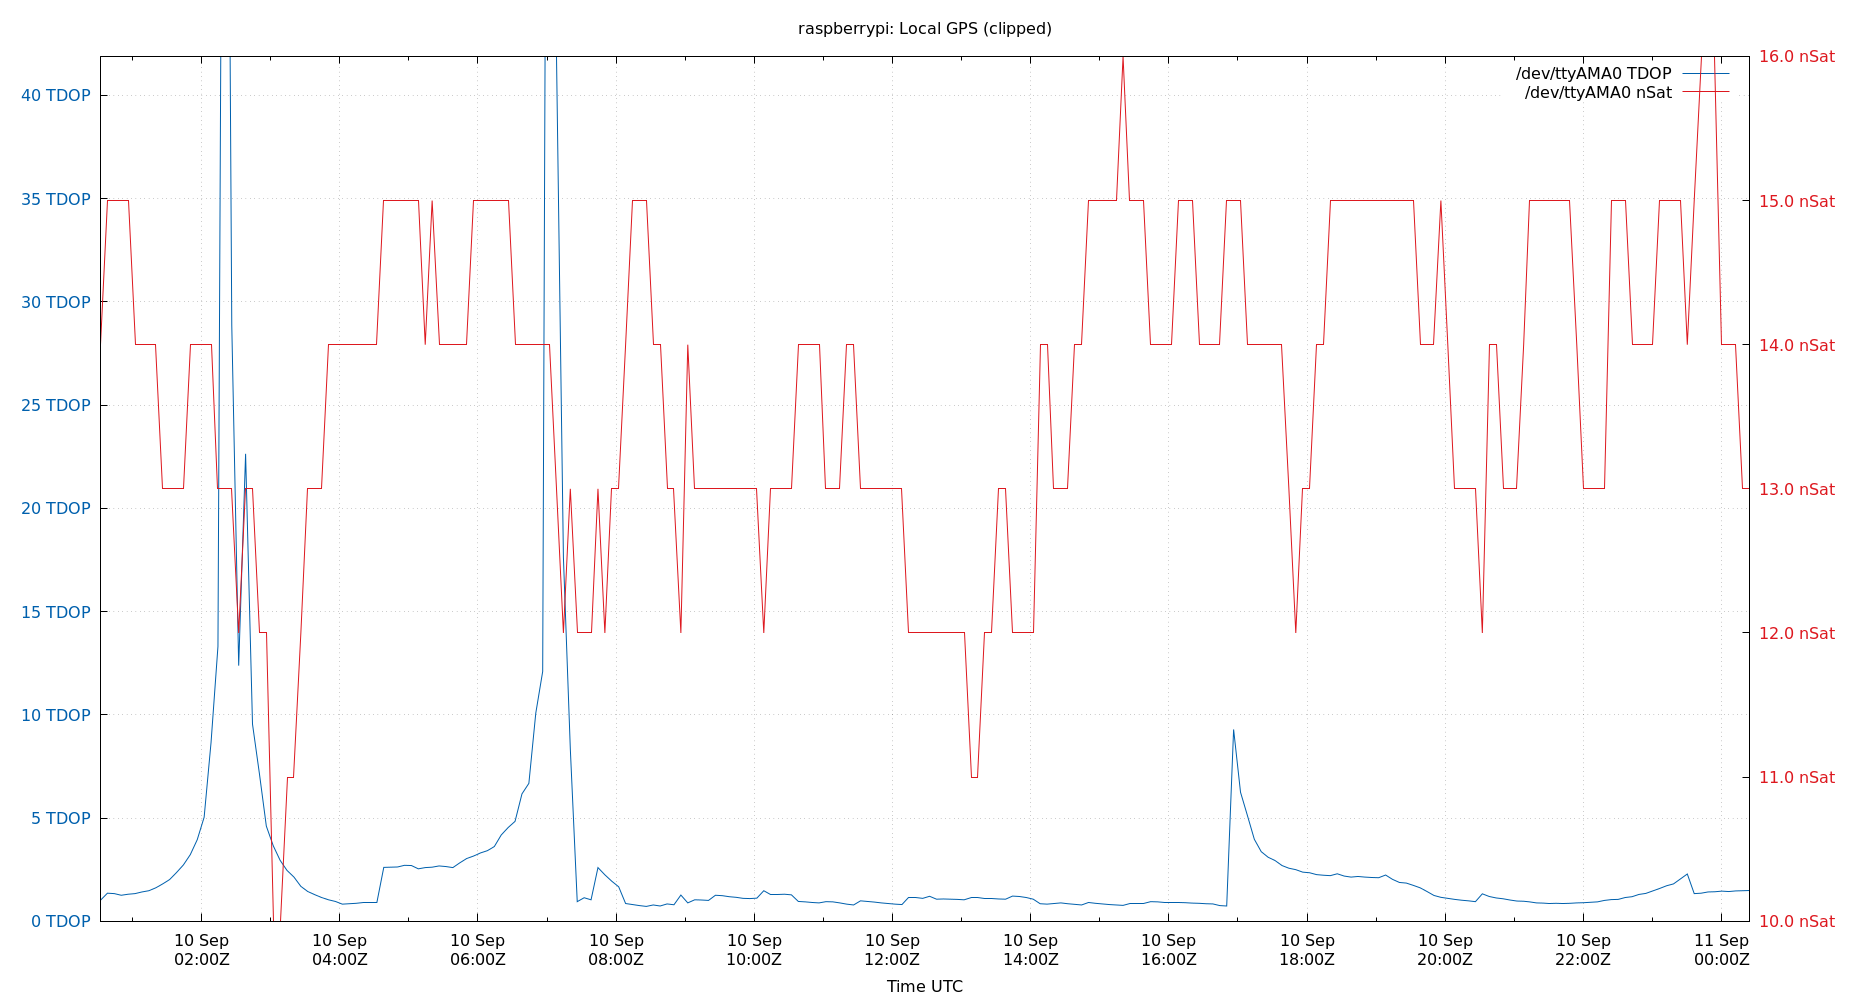 raspberrypi: Local GPS (clipped)
/dev/ttyAMA0 TDOP
/dev/ttyAMA0 nSat
40 TDOP
35 TDOP
30 TDOP
25 TDOP
20 TDOP
15 TDOP
10 TDOP
5 TDOP
0 TDOP
16.0 nSat
15.0 nSat
14.0 nSat
13.0 nSat
12.0 nSat
11.0 nSat
10.0 nSat
10 Sep
02:00Z
10 Sep
04:00Z
10 Sep
06:00Z
10 Sep
08:00Z
10 Sep
10:00Z
10 Sep
12:00Z
10 Sep
14:00Z
10 Sep
16:00Z
10 Sep
18:00Z
10 Sep
20:00Z
10 Sep
22:00Z
11 Sep
00:00Z
Time UTC